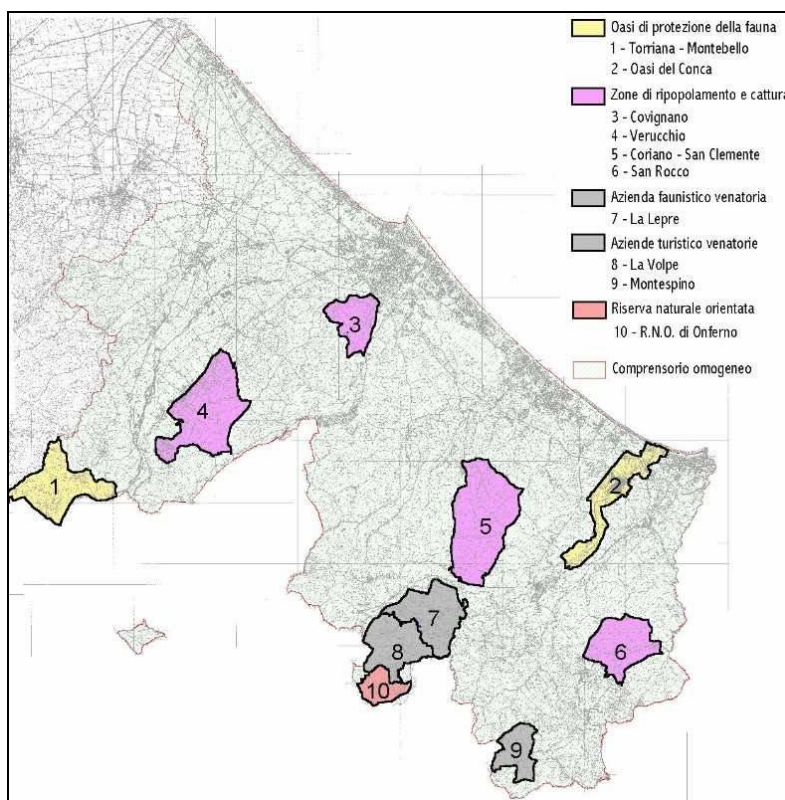 Oasi di protezione della fauna
1 - Torriana - Montebello
2 - Oasi del Conca
Zone di ripopolamento e cattura
3 - Covignano
4 - Verucchio
5 - Coriano - San Clemente
6 - San Rocco
Azienda faunistico venatoria
7 - La Lepre
Aziende turistico venatorie
8 - La Volpe
9 - Montespino
Riserva naturale orientata
10 - R.N.O. di Onferno
Comprensorio omogeneo
3
4
1
2
5
7
8
6
10
9